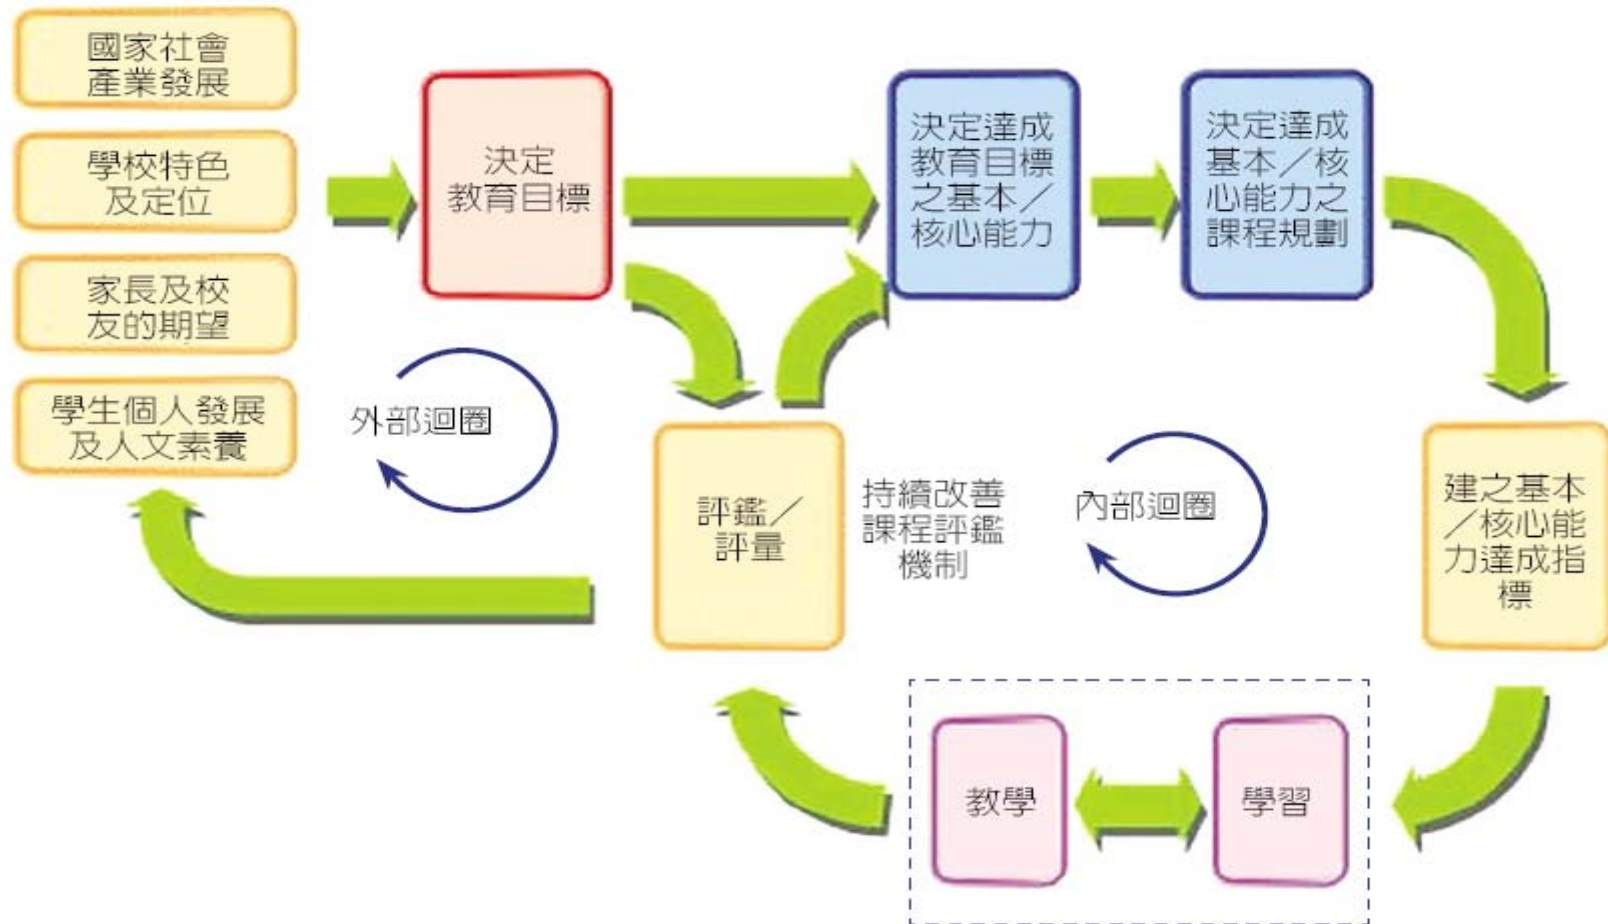 國家社會
產業發展
學校特色
及定位
家長及校
友的期望
學生個人發展
及人文素養
決定
教育目標
決定達成
教育目標
之基本／
核心能力
決定達成
基本／核
心能力之
課程規劃
外部迴圈
評鑑／
評量
持續改善
課程評鑑
機制
內部迴圈
建之基本
／核心能
力達成指
標
教學
學習